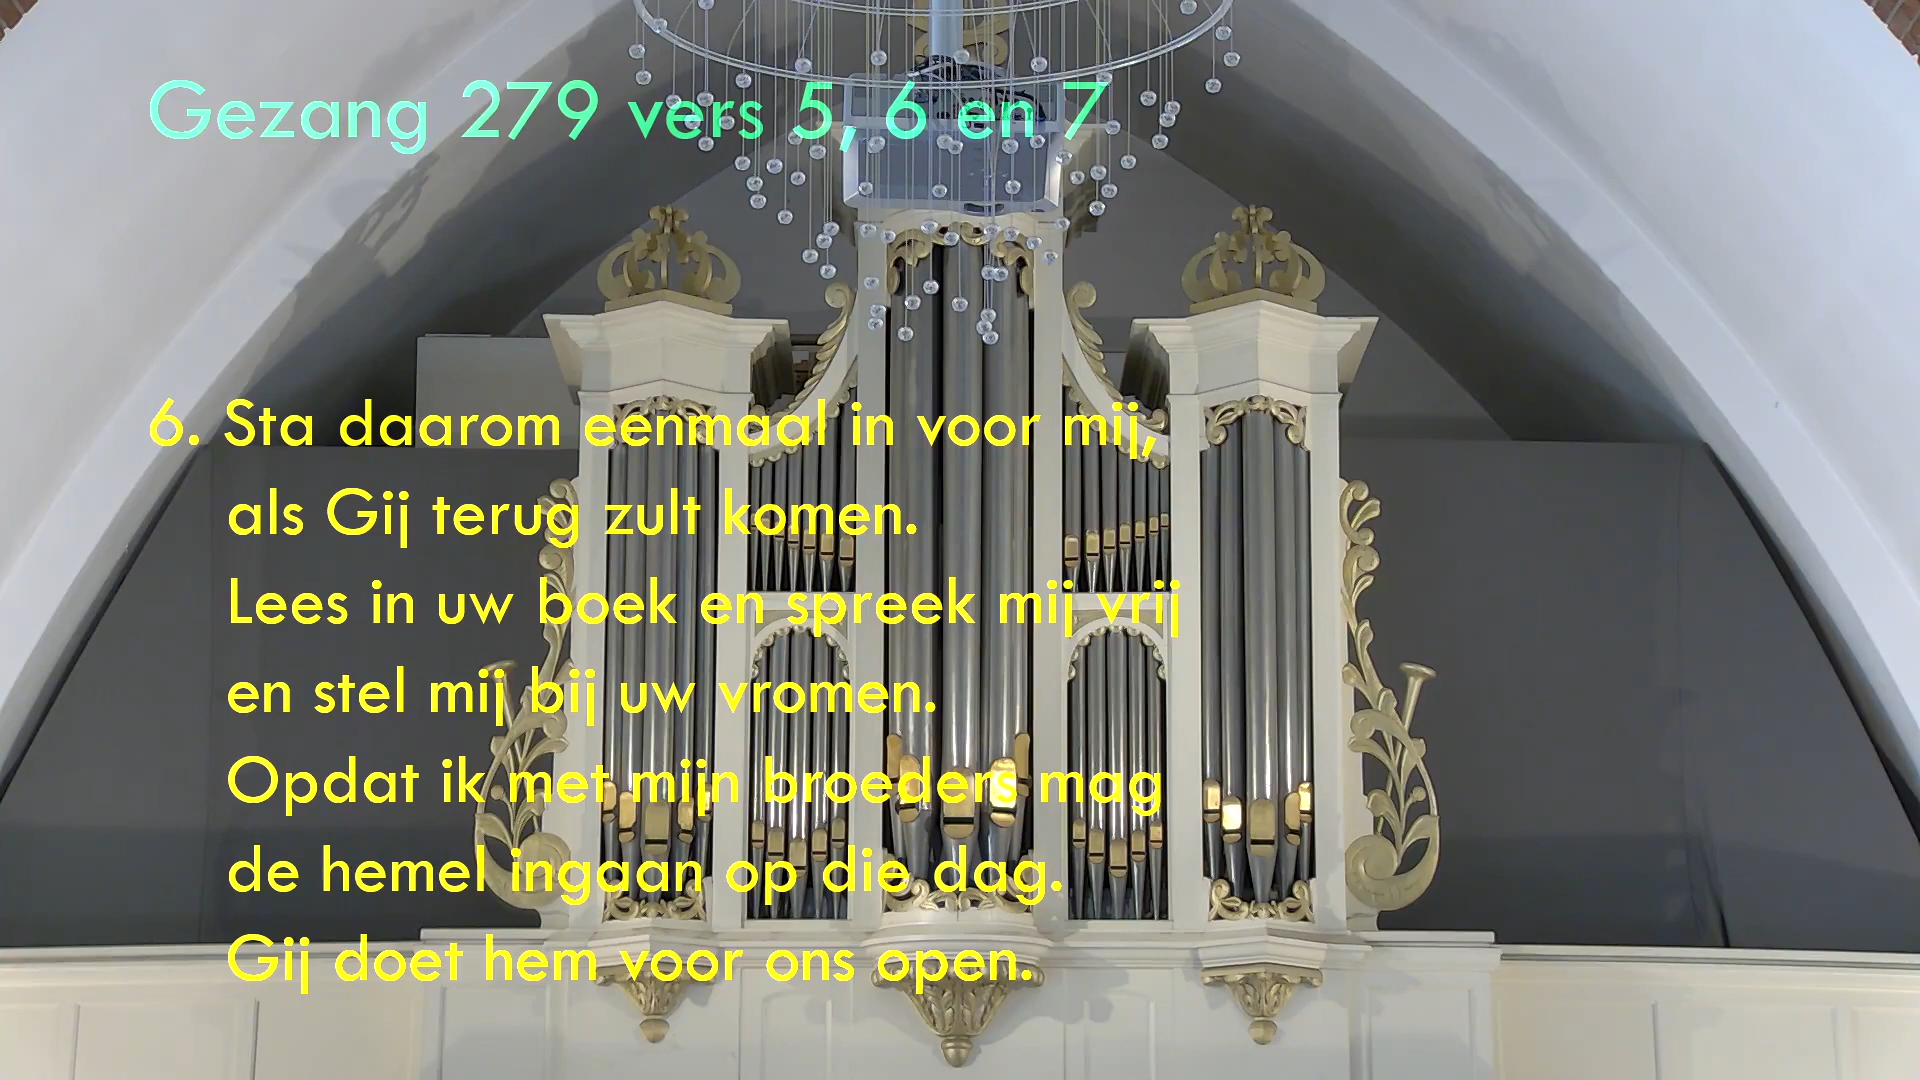 Gezang 279 vers 5, 6 en 7
6. Sta daarom eenmaal in voor mij,
als Gij terug zult komen.
Lees in uw boek en spreek mij vrij
en stel mij bij uw vromen.
Opdat ik met mijn broeders mag
de hemel ingaan op die dag.
Gij doet hem voor ons open.